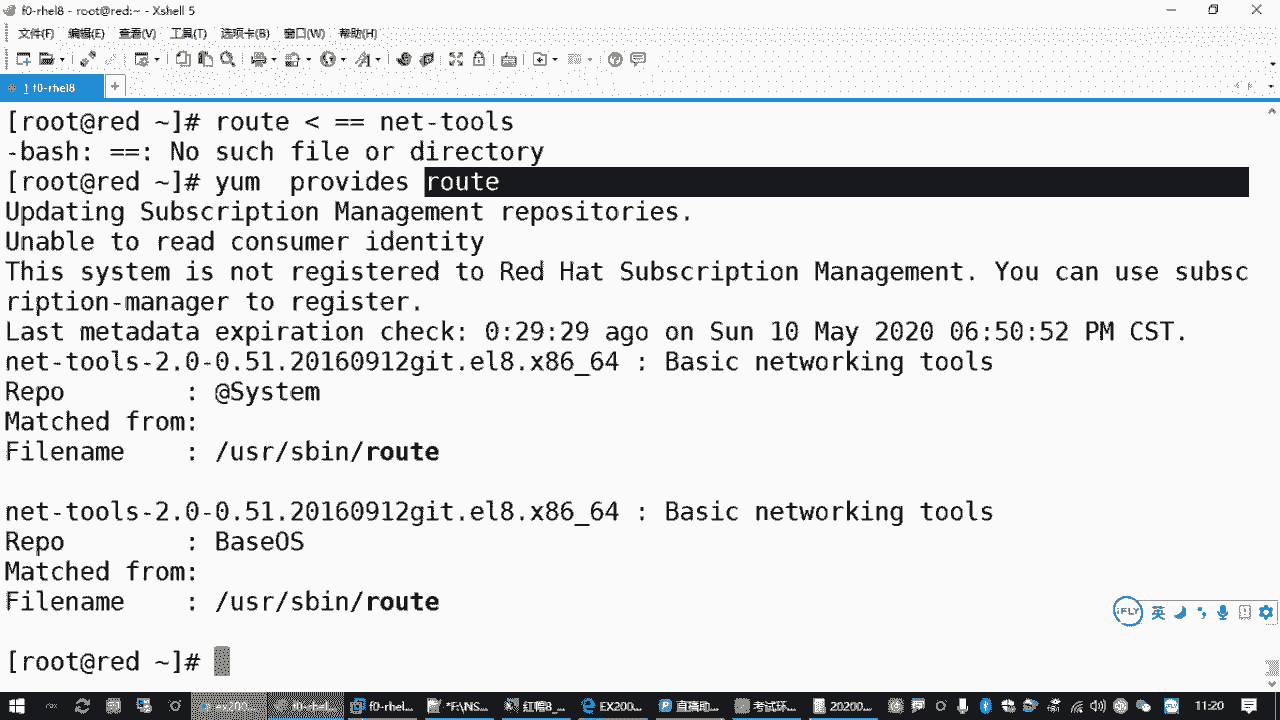 f0-rhel8 - root@red:~ - Xshell 5
文件(F) 编辑(E) 查看(V) 工具(T) 选项卡(B) 窗口(W) 帮助(H)
1 f0-rhel8
[root@red ~]# route < == net-tools
-bash: ==: No such file or directory
[root@red ~]# yum  provides route
Updating Subscription Management repositories.
Unable to read consumer identity
This system is not registered to Red Hat Subscription Management. You can use subsc
ription-manager to register.
Last metadata expiration check: 0:29:29 ago on Sun 10 May 2020 06:50:52 PM CST.
net-tools-2.0-0.51.20160912git.el8.x86_64 : Basic networking tools
Repo        : @System
Matched from:
Filename    : /usr/sbin/route
net-tools-2.0-0.51.20160912git.el8.x86_64 : Basic networking tools
Repo        : BaseOS
Matched from:
Filename    : /usr/sbin/route
iFLY 英
[root@red ~]#
ex200... f0-rhel... f0-rhel... *F:\NS... 红帽8_... EX200... 直播助... 考试环... 20200... 11:20